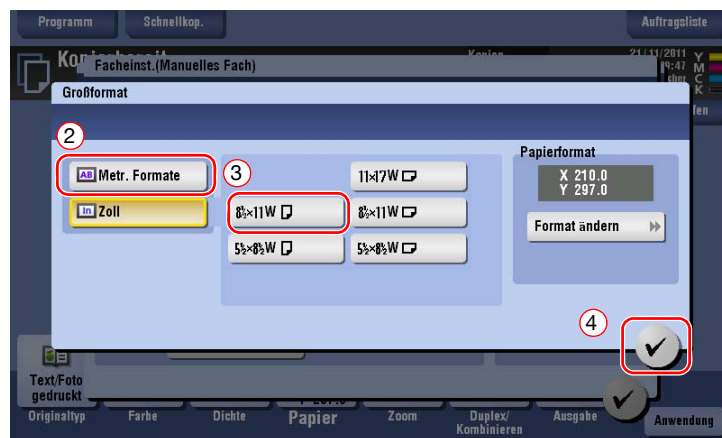 Programm Schnellkop. Auftragsliste
Kopien 21/11/2011 Y
Facheinst.(Manuelles Fach) M
Großformat C
K
2
Papierformat
AB Metr. Formate 3 11×17W X 210.0
Y 297.0
In Zoll 8½×11W 8½×11W
Format ändern
5½×8½W 5½×8½W
4
Text/Foto
gedruckt
Originaltyp Farbe Dichte Papier Zoom Duplex/
Kombinieren Ausgabe Anwendung